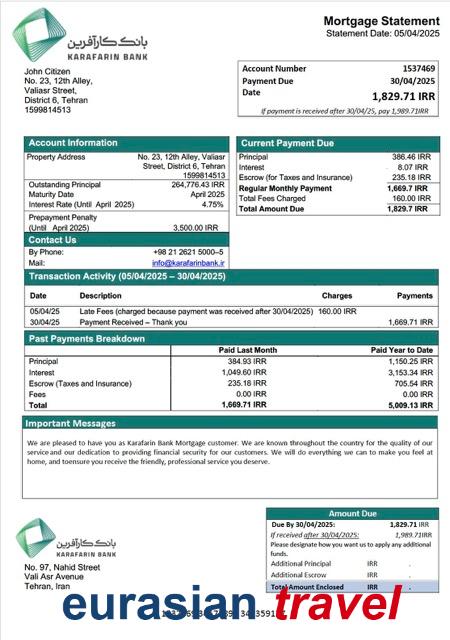 بانک کارآفرین
KARAFARIN BANK
Mortgage Statement
Statement Date: 05/04/2025
John Citizen
No. 23, 12th Alley,
Valiasr Street,
District 6, Tehran
1599814513
Account Number 1537469
Payment Due 30/04/2025
Date 1,829.71 IRR
If payment is received after 30/04/25, pay 1,989.71IRR
Account Information
Property Address No. 23, 12th Alley, Valiasr
Street, District 6, Tehran
1599814513
Outstanding Principal 264,776.43 IRR
Maturity Date April 2025
Interest Rate (Until April 2025) 4.75%
Prepayment Penalty
(Until April 2025) 3,500.00 IRR
Contact Us
By Phone: +98 21 2621 5000–5
Mail: info@karafarinbank.ir
Current Payment Due
Principal 386.46 IRR
Interest 8.07 IRR
Escrow (for Taxes and Insurance) 235.18 IRR
Regular Monthly Payment 1,669.7 IRR
Total Fees Charged 160.00 IRR
Total Amount Due 1,829.7 IRR
Transaction Activity (05/04/2025 – 30/04/2025)
Date Description Charges Payments
05/04/25 Late Fees (charged because payment was received after 30/04/2025) 160.00 IRR
30/04/25 Payment Received – Thank you 1,669.71 IRR
Past Payments Breakdown
Paid Last Month Paid Year to Date
Principal 384.93 IRR 1,150.25 IRR
Interest 1,049.60 IRR 3,153.34 IRR
Escrow (Taxes and Insurance) 235.18 IRR 705.54 IRR
Fees 0.00 IRR 0.00 IRR
Total 1,669.71 IRR 5,009.13 IRR
Important Messages
We are pleased to have you as Karafarin Bank Mortgage customer. We are known throughout the country for the quality of our
service and our dedication to providing financial security for our customers. We will do everything we can to make you feel at
home, and toensure you receive the friendly, professional service you deserve.
بانک کارآفرین
KARAFARIN BANK
No. 97, Nahid Street
Vali Asr Avenue
Tehran, Iran
Amount Due
Due By 30/04/2025: 1,829.71 IRR
If received after 30/04/2025: 1,989.71IRR
Please designate how you want us to apply any additional
funds.
Additional Principal IRR .
Additional Escrow IRR .
Total Amount Enclosed IRR .
eurasian travel